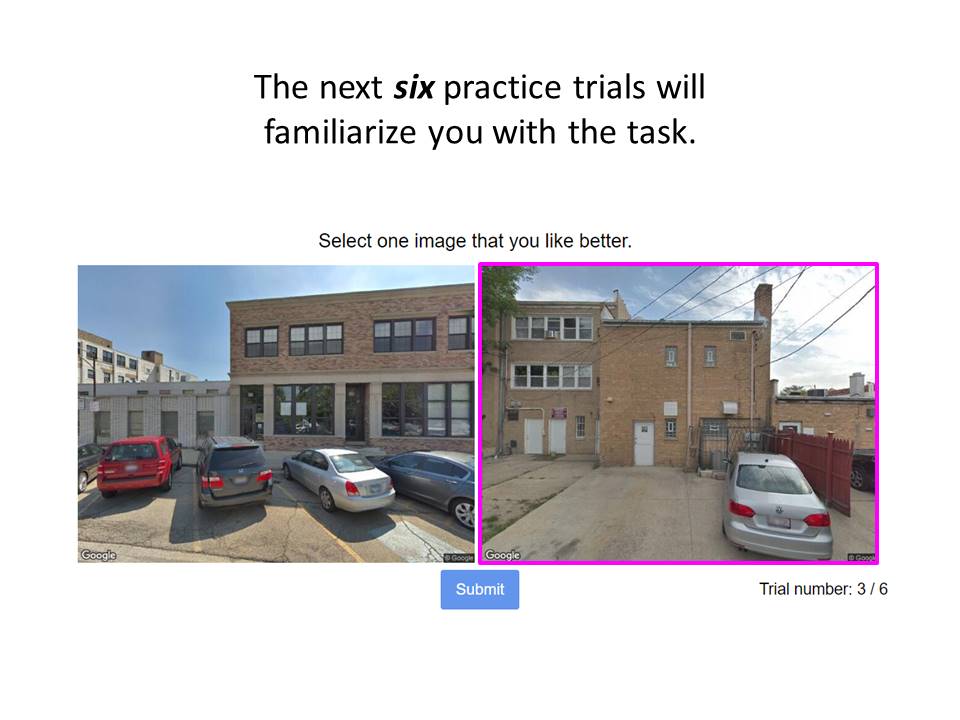 The next six practice trials will
familiarize you with the task.
Select one image that you like better.
Google
© Google
Google
© Google
Submit
Trial number: 3 / 6